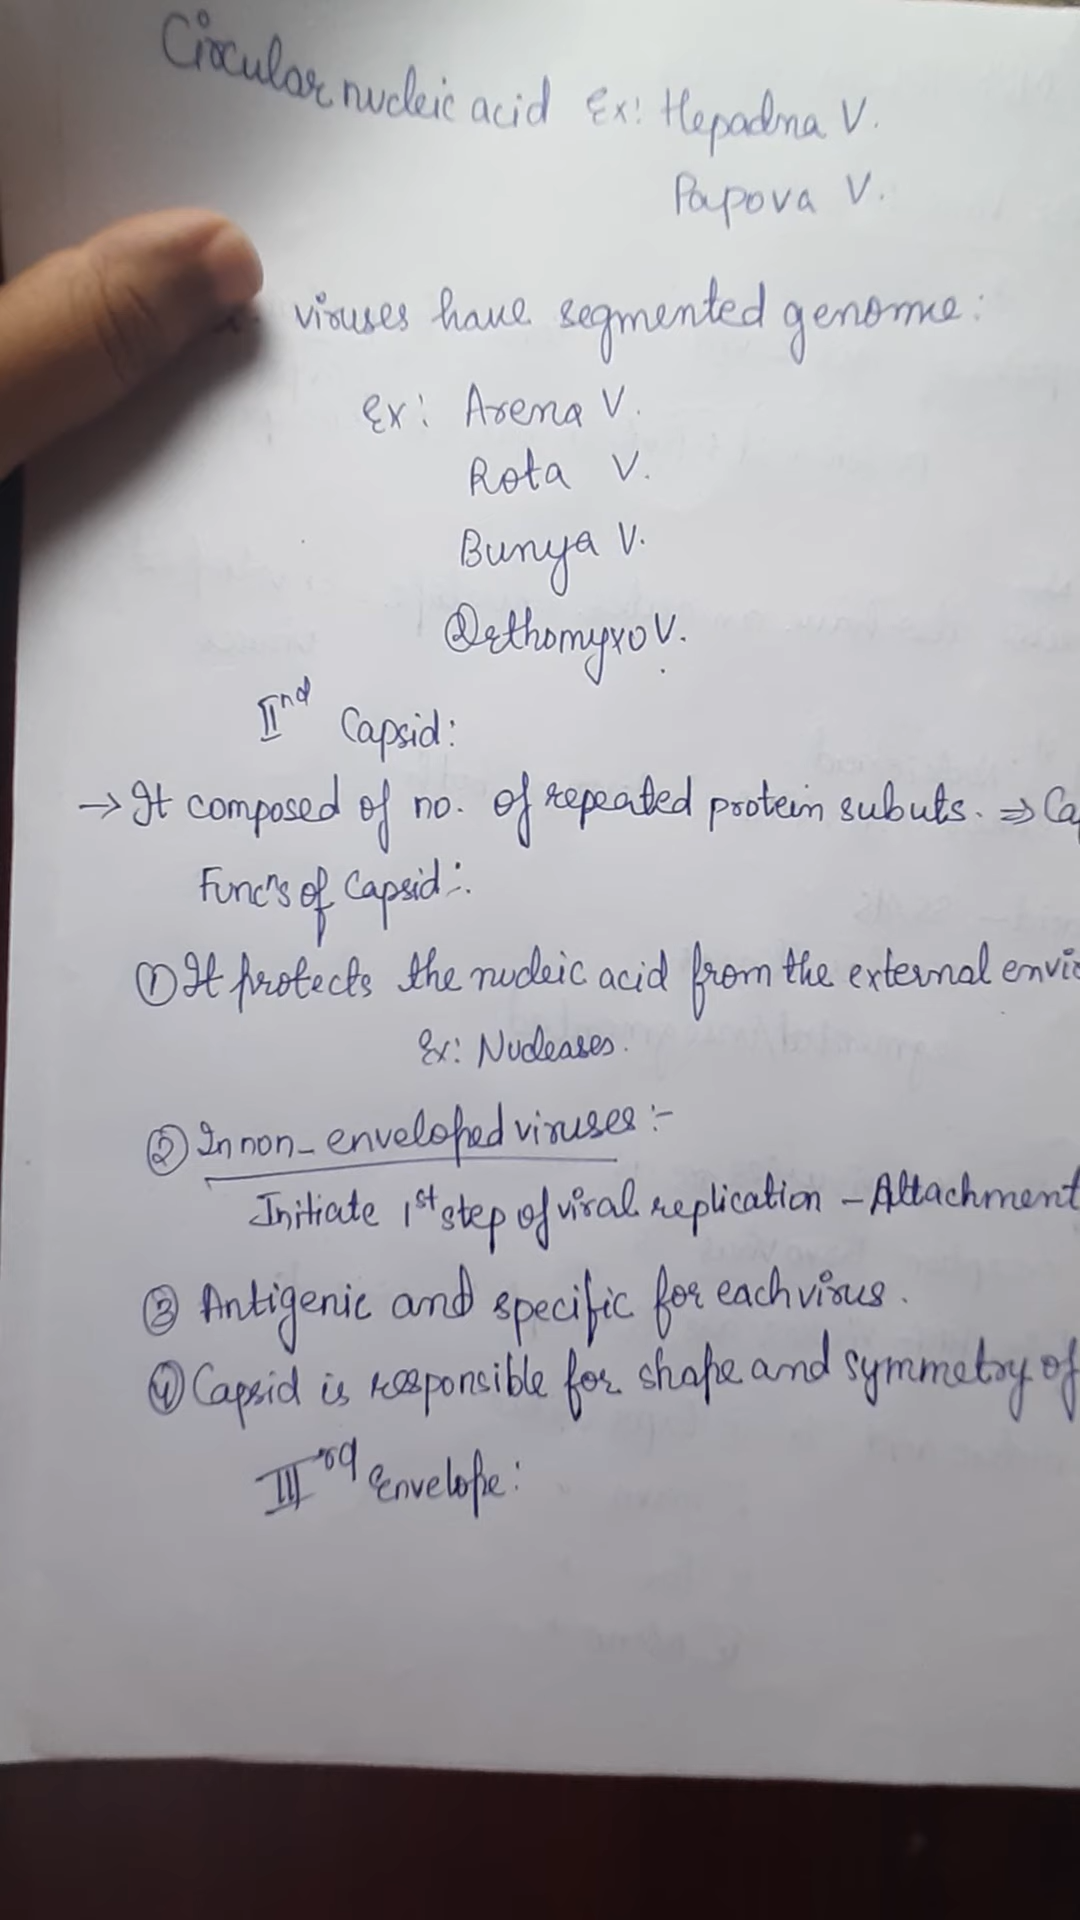 Circular nucleic acid Ex: Hepadna V.
Papova V.
viruses have segmented genome:
Ex: Arena V.
Rota V.
Bunya V.
Orthomyxo V.
IInd Capsid:
→ It composed of no. of repeated protein subuts. ⇒ Ca
Func's of Capsid:-
① It protects the nucleic acid from the external envi
Ex: Nucleases.
② In non-enveloped viruses:-
Initiate 1st step of viral replication - Attachment
③ Antigenic and specific for each virus.
④ Capsid is responsible for shape and symmetry of
IIIrd Envelope: